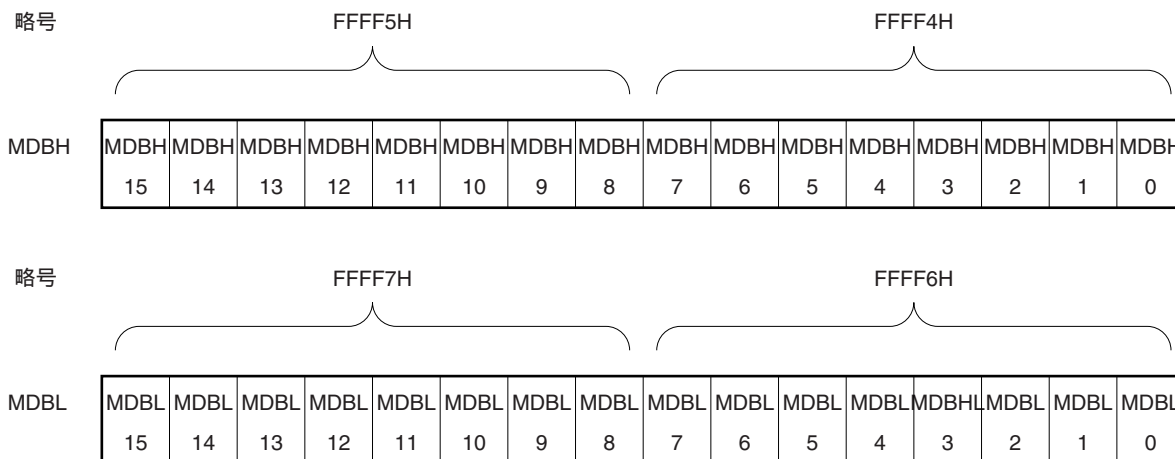 略号 FFFF5H FFFF4H
MDBH MDBH MDBH MDBH MDBH MDBH MDBH MDBH MDBH MDBH MDBH MDBH MDBH MDBH MDBH MDBH MDBH
15 14 13 12 11 10 9 8 7 6 5 4 3 2 1 0
略号 FFFF7H FFFF6H
MDBL MDBL MDBL MDBL MDBL MDBL MDBL MDBL MDBL MDBL MDBL MDBL MDBL MDBHL MDBL MDBL MDBL
15 14 13 12 11 10 9 8 7 6 5 4 3 2 1 0